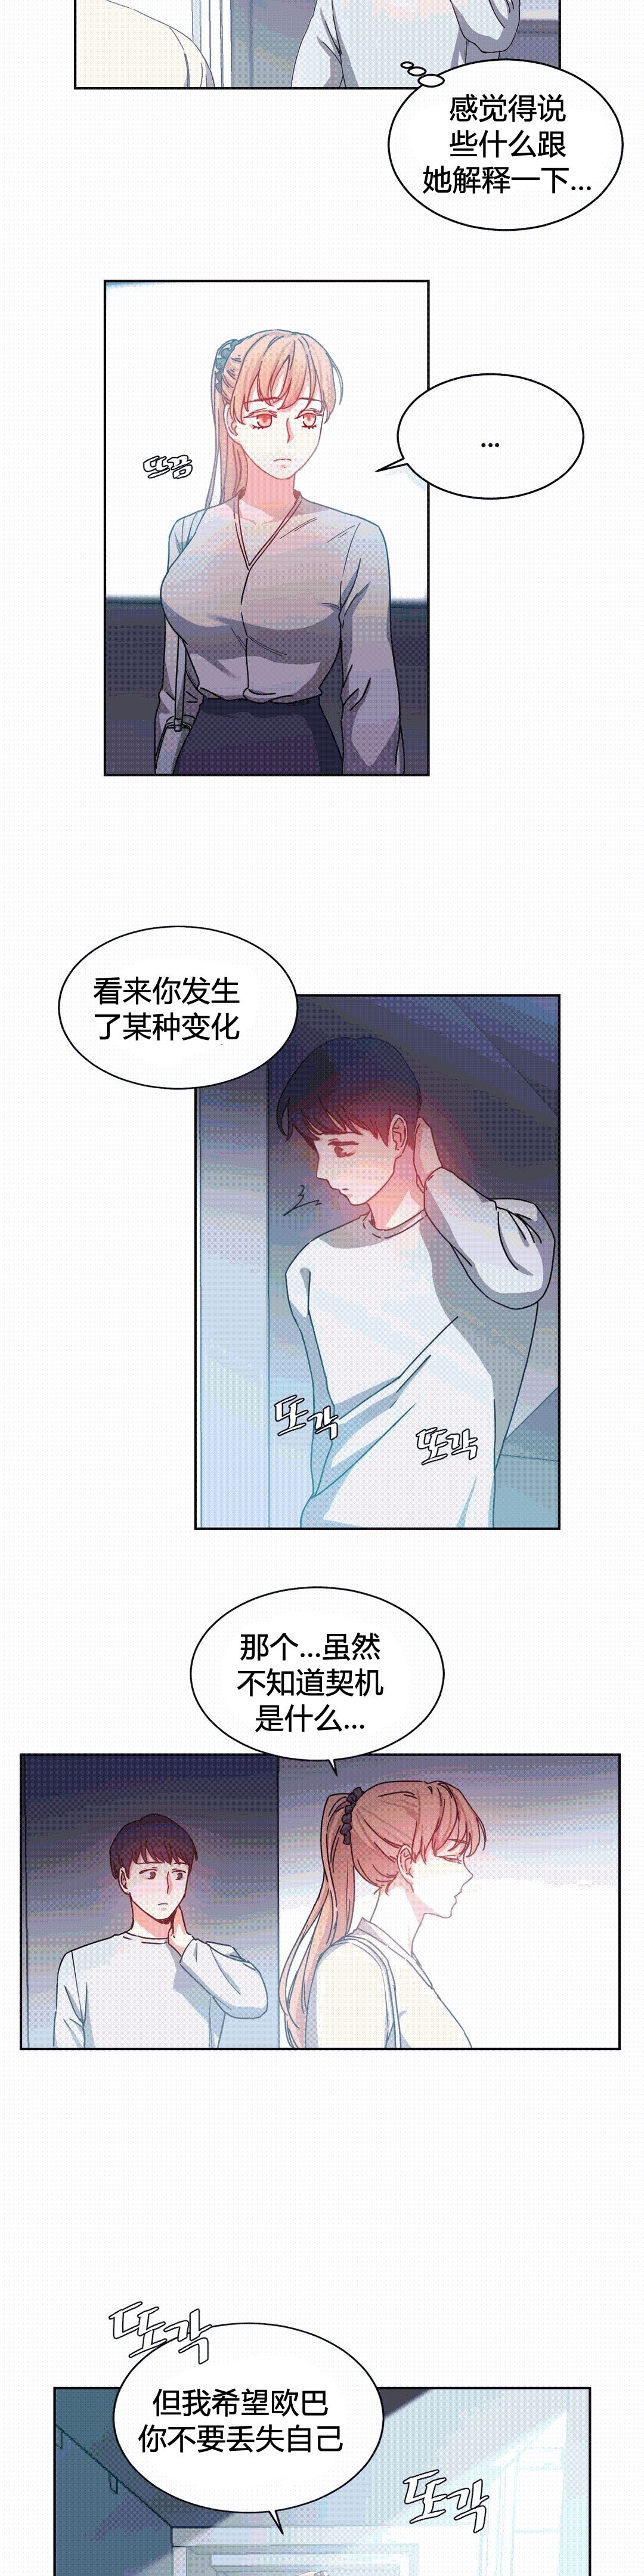 感觉得说
些什么跟
她解释一下...
...
뜨끔
看来你发生
了某种变化
또각
또각
那个...虽然
不知道契机
是什么...
또각
但我希望欧巴
你不要丢失自己
또각